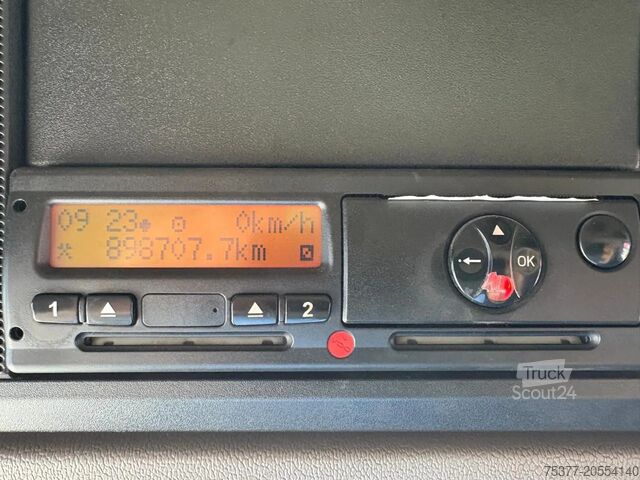 09 23 0km/h
* 898707.7km
1 2
OK
Truck
Scout24
75377-20554140